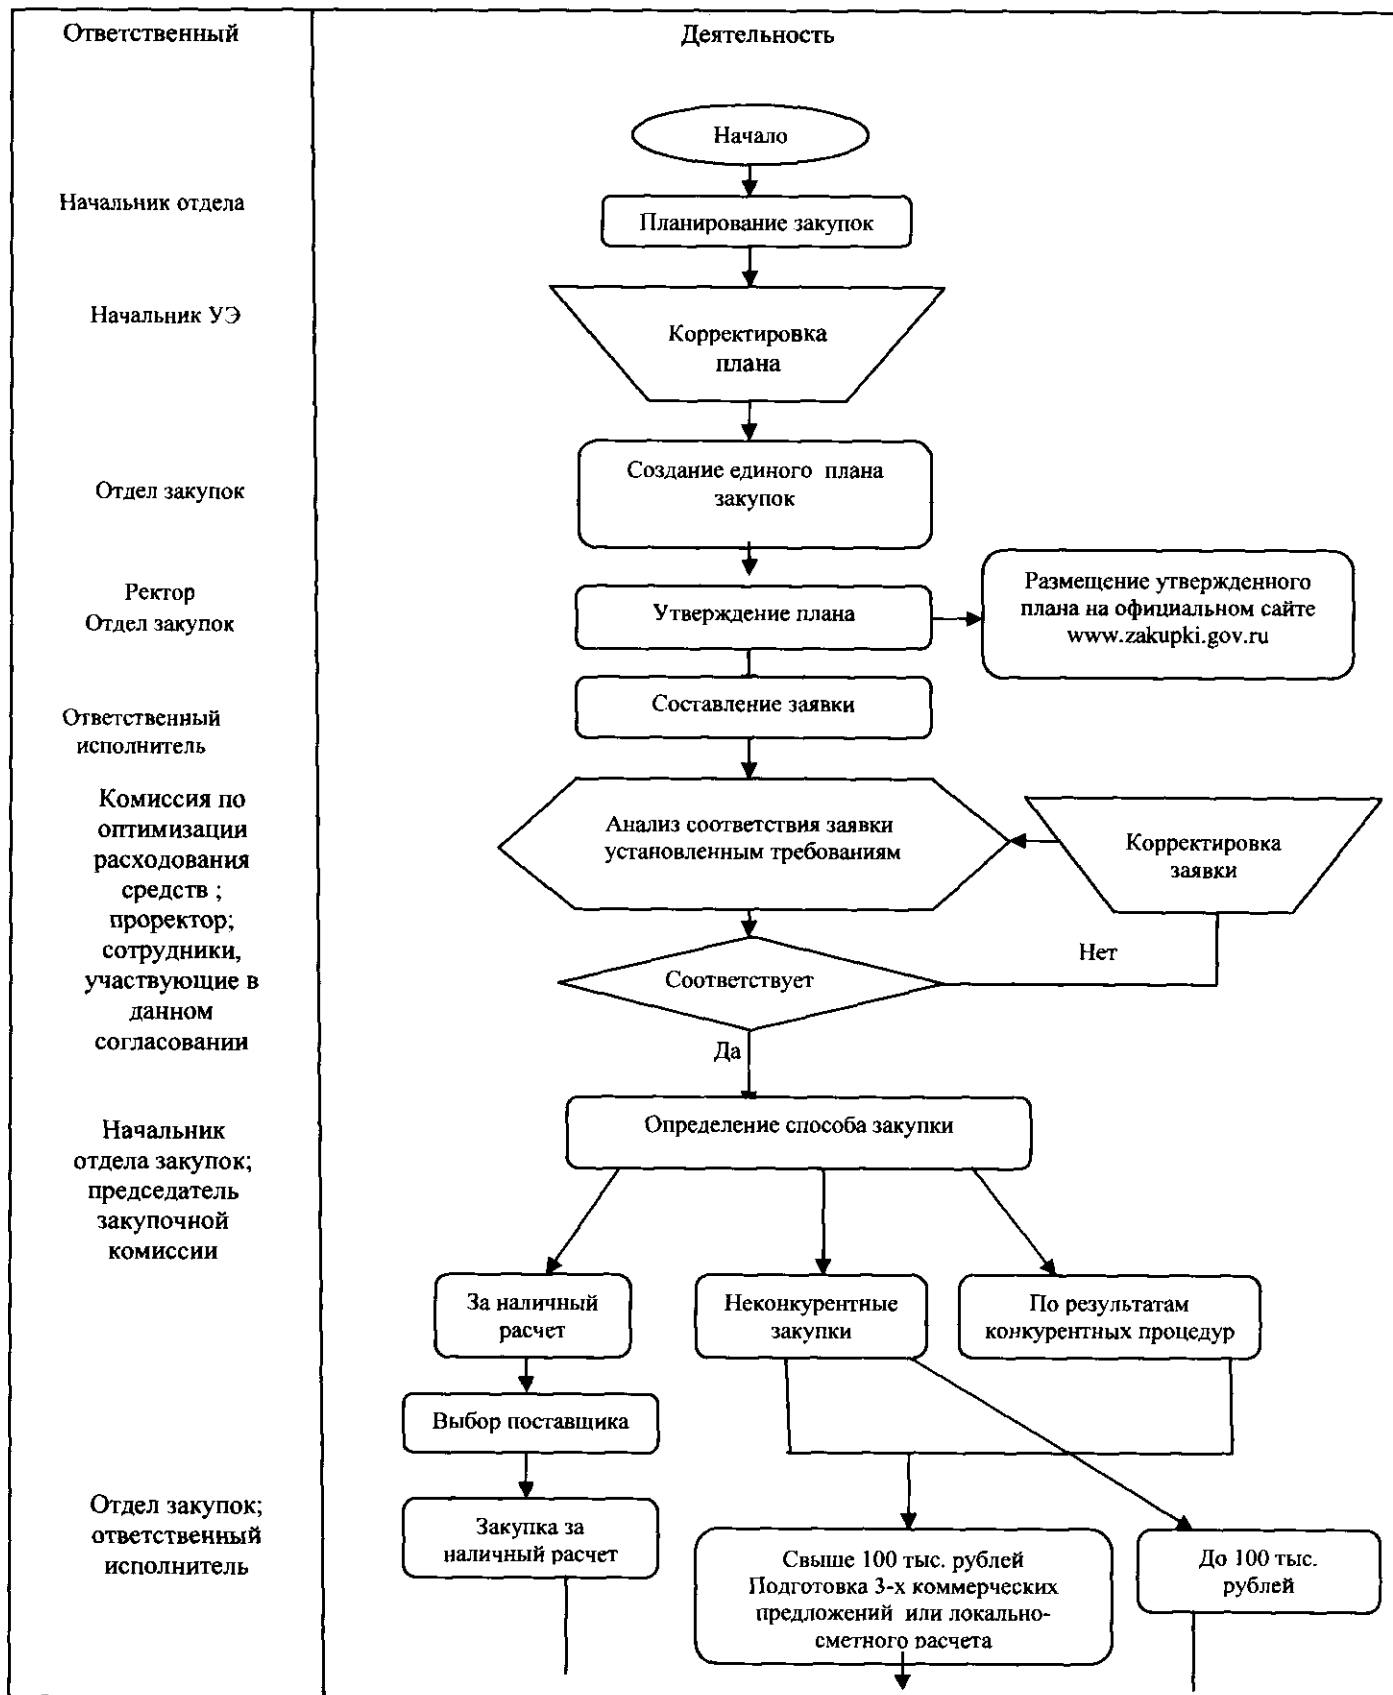 Ответственный
Деятельность
Начало
Начальник отдела
Планирование закупок
Начальник УЭ
Корректировка
плана
Отдел закупок
Создание единого плана
закупок
Ректор
Отдел закупок
Утверждение плана
Размещение утвержденного
плана на официальном сайте
www.zakupki.gov.ru
Ответственный
исполнитель
Составление заявки
Комиссия по
оптимизации
расходования
средств ;
проректор;
сотрудники,
участвующие в
данном
согласовании
Анализ соответствия заявки
установленным требованиям
Корректировка
заявки
Соответствует
Нет
Да
Начальник
отдела закупок;
председатель
закупочной
комиссии
Определение способа закупки
За наличный
расчет
Неконкурентные
закупки
По результатам
конкурентных процедур
Выбор поставщика
Отдел закупок;
ответственный
исполнитель
Закупка за
наличный расчет
Свыше 100 тыс. рублей
Подготовка 3-х коммерческих
предложений или локально-
сметного расчета
До 100 тыс.
рублей